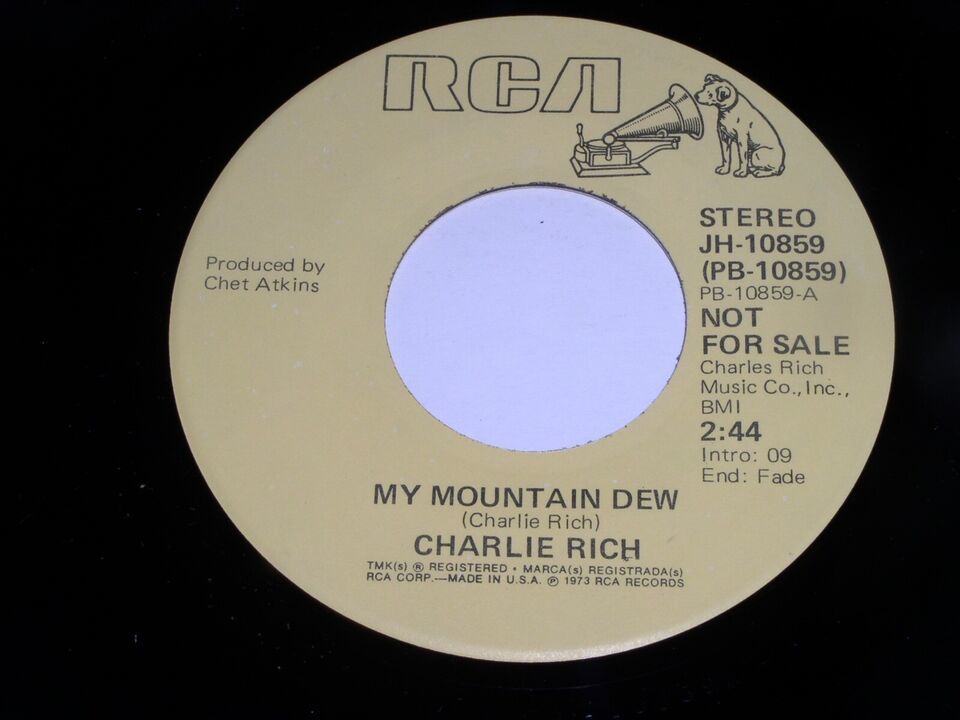 RCA
Produced by
Chet Atkins
STEREO
JH-10859
(PB-10859)
PB-10859-A
NOT
FOR SALE
Charles Rich
Music Co., Inc.,
BMI
2:44
Intro: 09
End: Fade
MY MOUNTAIN DEW
(Charlie Rich)
CHARLIE RICH
TMK(s) ® REGISTERED • MARCA(s) REGISTRADA(s)
RCA CORP.—MADE IN U.S.A. ℗ 1973 RCA RECORDS